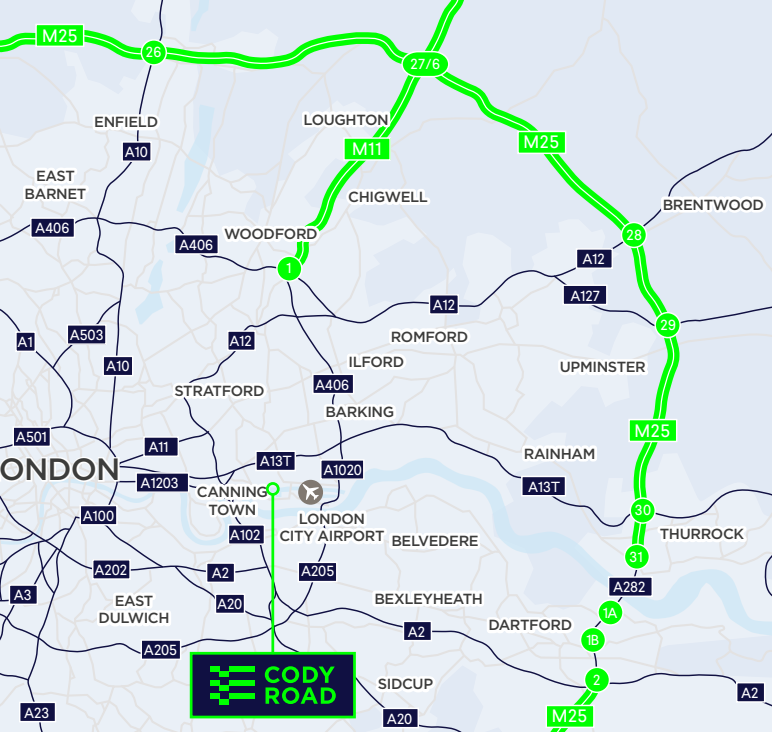 M25
26
27/6
ENFIELD
LOUGHTON
A10
M11
M25
EAST
BARNET
CHIGWELL
BRENTWOOD
A406
WOODFORD
28
A406
A12
1
A127
A12
29
A1
A503
A12
ROMFORD
A10
ILFORD
UPMINSTER
STRATFORD
A406
BARKING
M25
A501
A11
RAINHAM
A13T
ONDON
A1020
A1203
A13T
CANNING
TOWN
30
A100
LONDON
CITY AIRPORT
A102
THURROCK
BELVEDERE
31
A202
A2
A205
A282
A3
BEXLEYHEATH
A20
EAST
DULWICH
1A
DARTFORD
A2
1B
A205
CODY
ROAD
2
SIDCUP
A2
A23
A20
M25